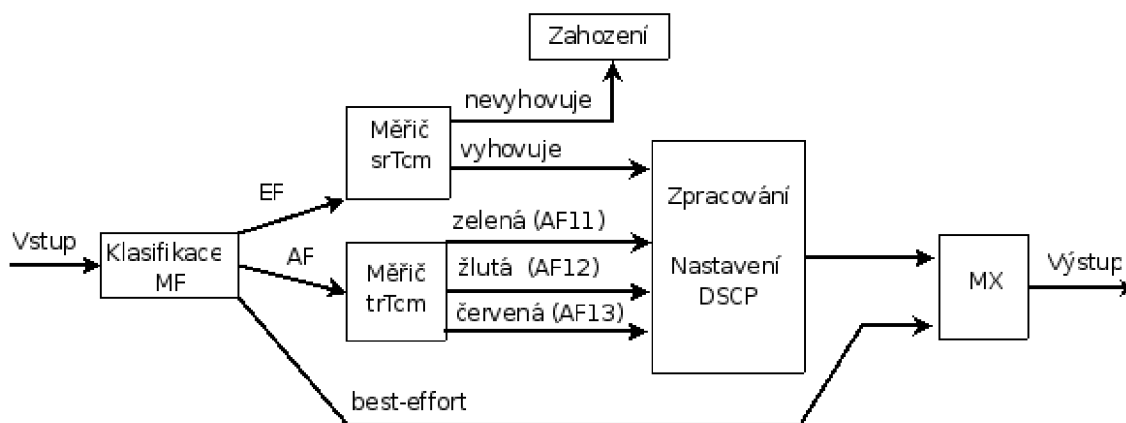 Zahození
nevyhovuje
Měřič
srTcm
vyhovuje
EF
Zpracování
zelená (AF11)
Vstup
Klasifikace
MF
AF
Měřič
trTcm
žlutá (AF12)
Nastavení
DSCP
MX
Výstup
červená (AF13)
best-effort